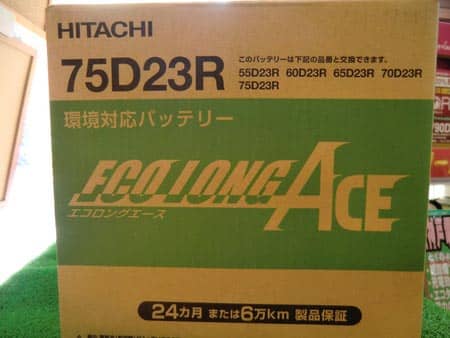 HITACHI
75D23R
このバッテリーは下記の品番と交換できます。
55D23R 60D23R 65D23R 70D23R
75D23R
環境対応バッテリー
ECO LONG ACE
エコロングエース
24カ月 または6万km 製品保証